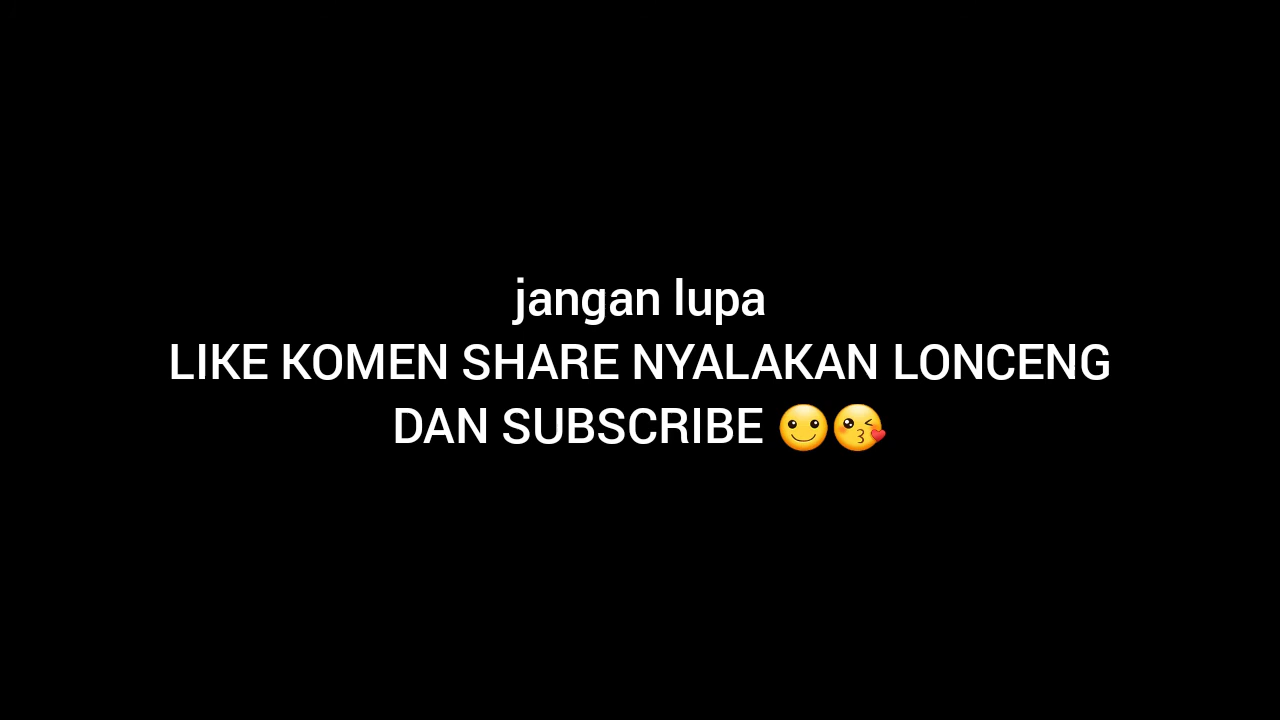 jangan lupa
LIKE KOMEN SHARE NYALAKAN LONCENG
DAN SUBSCRIBE 🙂😘